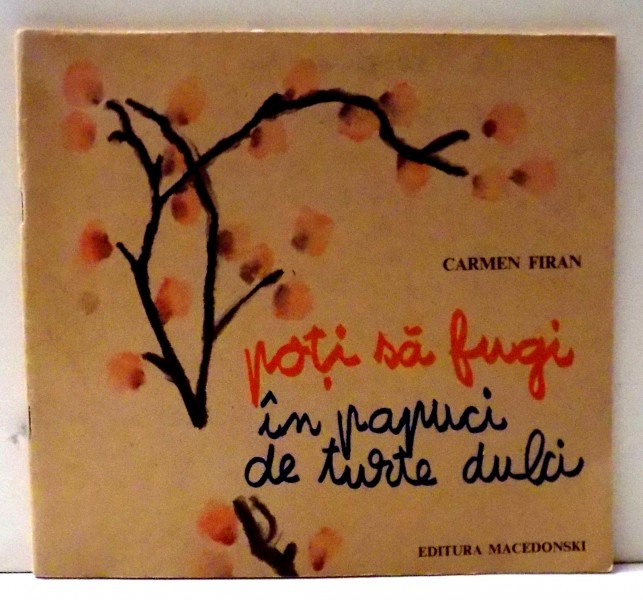 CARMEN FIRAN
poți să fugi
în papuci
de turte dulci
EDITURA MACEDONSKI